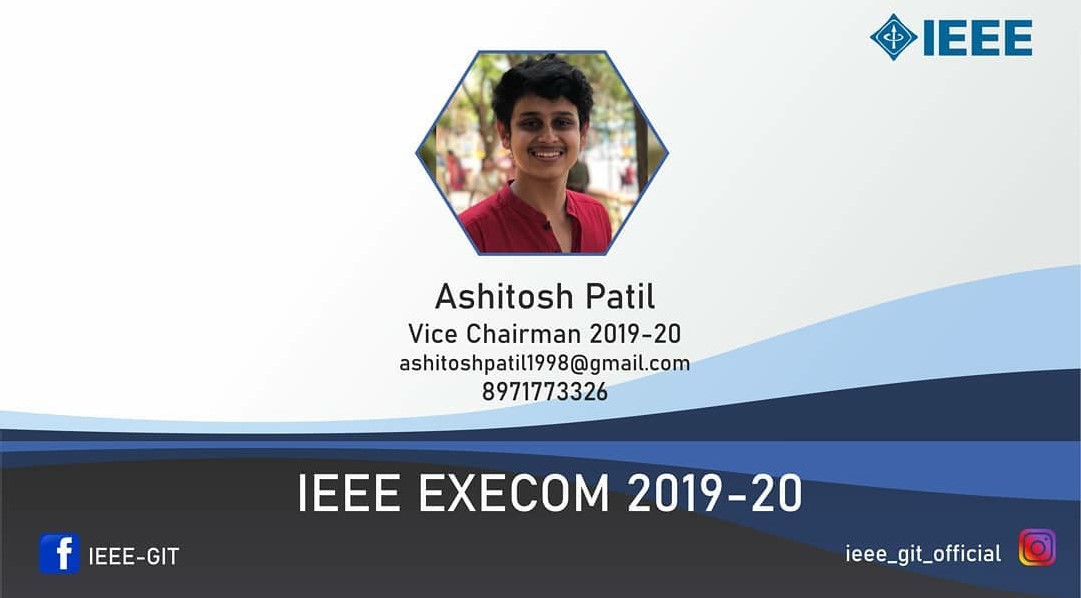 IEEE
Ashitosh Patil
Vice Chairman 2019-20
ashitoshpatil1998@gmail.com
8971773326
IEEE EXECOM 2019-20
IEEE-GIT
ieee_git_official